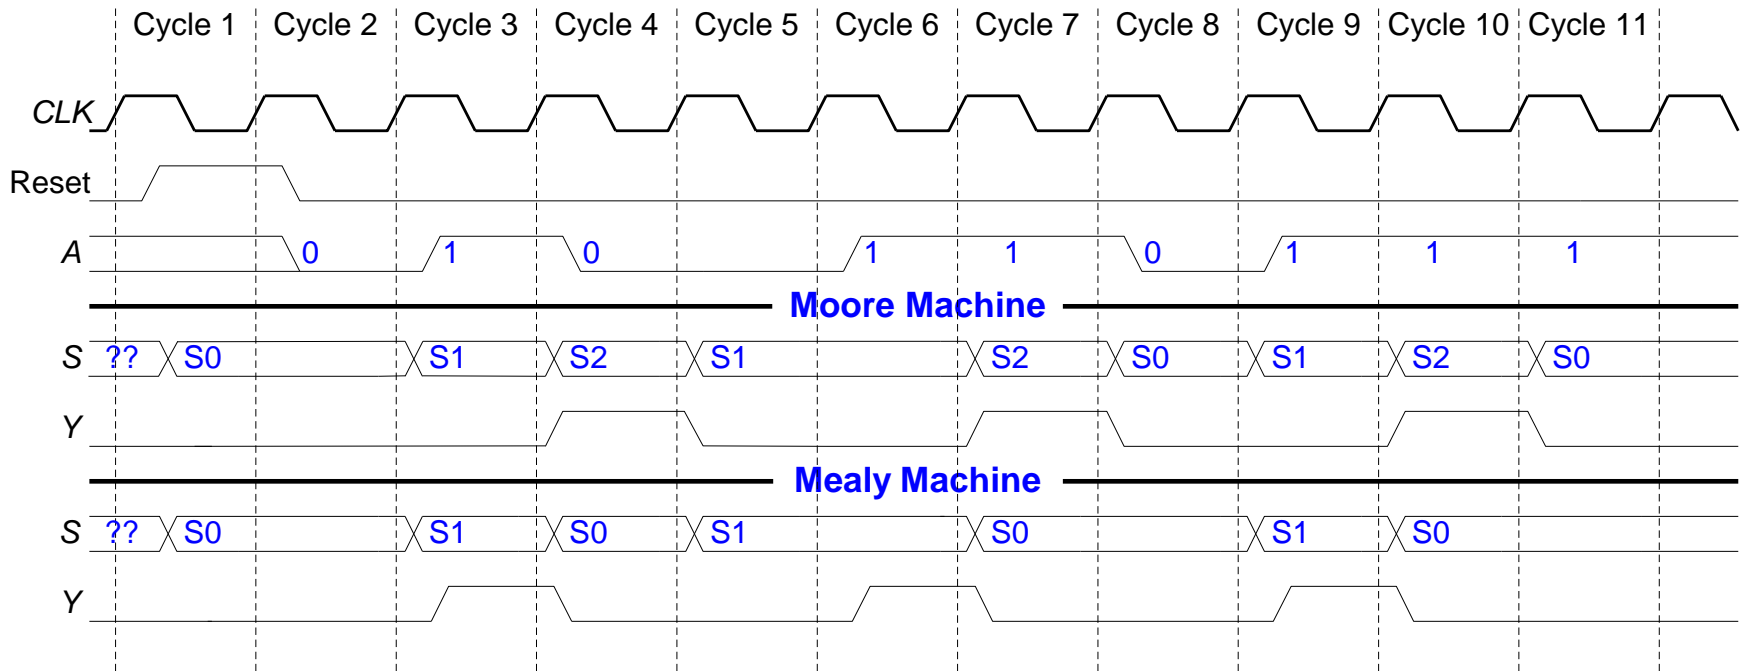 Cycle 1 Cycle 2 Cycle 3 Cycle 4 Cycle 5 Cycle 6 Cycle 7 Cycle 8 Cycle 9 Cycle 10 Cycle 11
CLK
Reset
A 0 1 0 1 1 0 1 1 1
Moore Machine
S ?? S0 S1 S2 S1 S2 S0 S1 S2 S0
Y
Mealy Machine
S ?? S0 S1 S0 S1 S0 S1 S0
Y